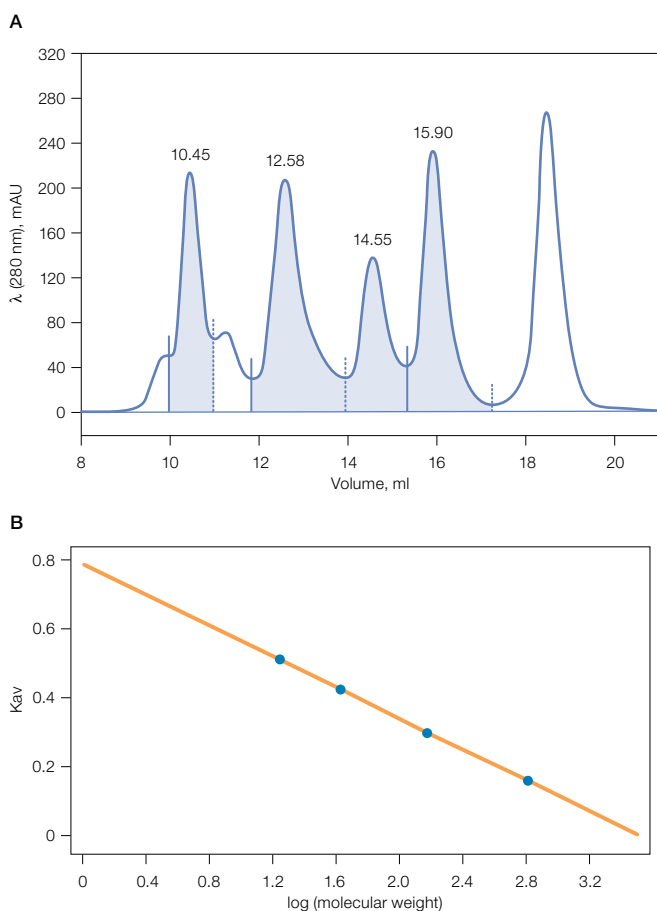 A
λ (280 nm), mAU
320
280
240
200
160
120
80
40
0
10.45
12.58
14.55
15.90
8 10 12 14 16 18 20
Volume, ml
B
Kav
0.8
0.6
0.4
0.2
0
0 0.4 0.8 1.2 1.6 2.0 2.4 2.8 3.2
log (molecular weight)